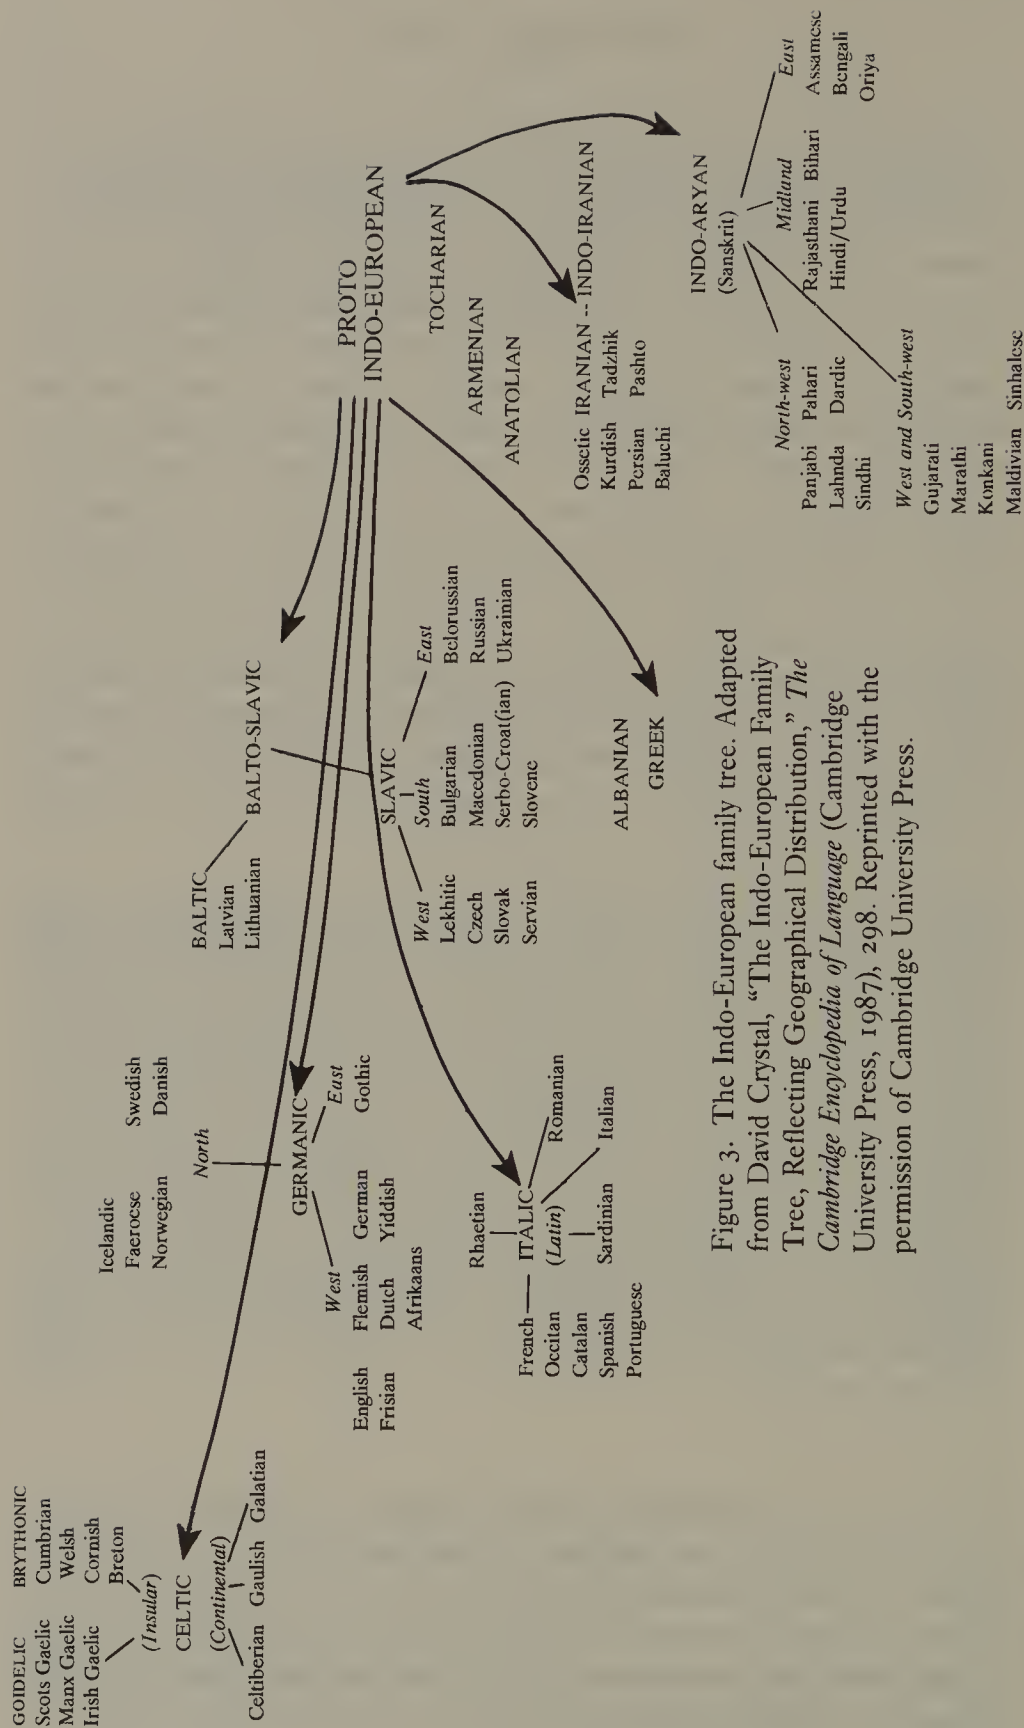 GOIDELIC BRYTHONIC
Scots Gaelic Cumbrian
Manx Gaelic Welsh
Irish Gaelic Cornish
Breton
(Insular)
CELTIC
(Continental)
Celtiberian Gaulish Galatian
Icelandic
Faeroese Swedish
Norwegian Danish
North
GERMANIC
West
East
English Flemish German Gothic
Frisian Dutch Yiddish
Afrikaans
Rhaetian
French ITALIC Romanian
Occitan (Latin)
Catalan
Spanish Sardinian Italian
Portuguese
BALTIC
Latvian
Lithuanian
BALTO-SLAVIC
SLAVIC
West South East
Lekhitic Bulgarian Belorussian
Czech Macedonian Russian
Slovak Serbo-Croat(ian) Ukrainian
Servian Slovene
ALBANIAN
GREEK
PROTO
INDO-EUROPEAN
TOCHARIAN
ARMENIAN
ANATOLIAN
Ossetic IRANIAN -- INDO-IRANIAN
Kurdish Tadzhik
Persian Pashto
Baluchi
INDO-ARYAN
(Sanskrit)
North-west Midland East
Panjabi Pahari Rajasthani Bihari Assamese
Lahnda Dardic Hindi/Urdu Bengali
Sindhi Oriya
West and South-west
Gujarati
Marathi
Konkani
Maldivian Sinhalese
Figure 3. The Indo-European family tree. Adapted
from David Crystal, “The Indo-European Family
Tree, Reflecting Geographical Distribution,” The
Cambridge Encyclopedia of Language (Cambridge
University Press, 1987), 298. Reprinted with the
permission of Cambridge University Press.